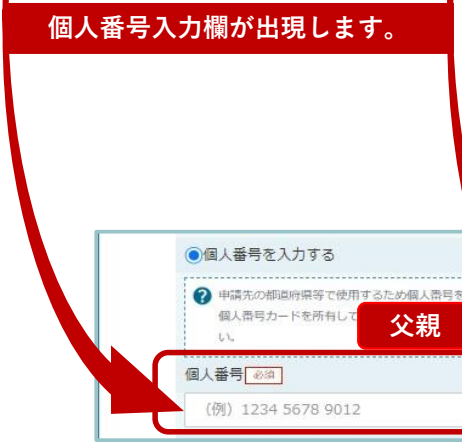 個人番号入力欄が出現します。
個人番号を入力する
? 申請先の都道府県等で使用するため個人番号を
個人番号カードを所有して
い。
父親
個人番号 必須
(例) 1234 5678 9012